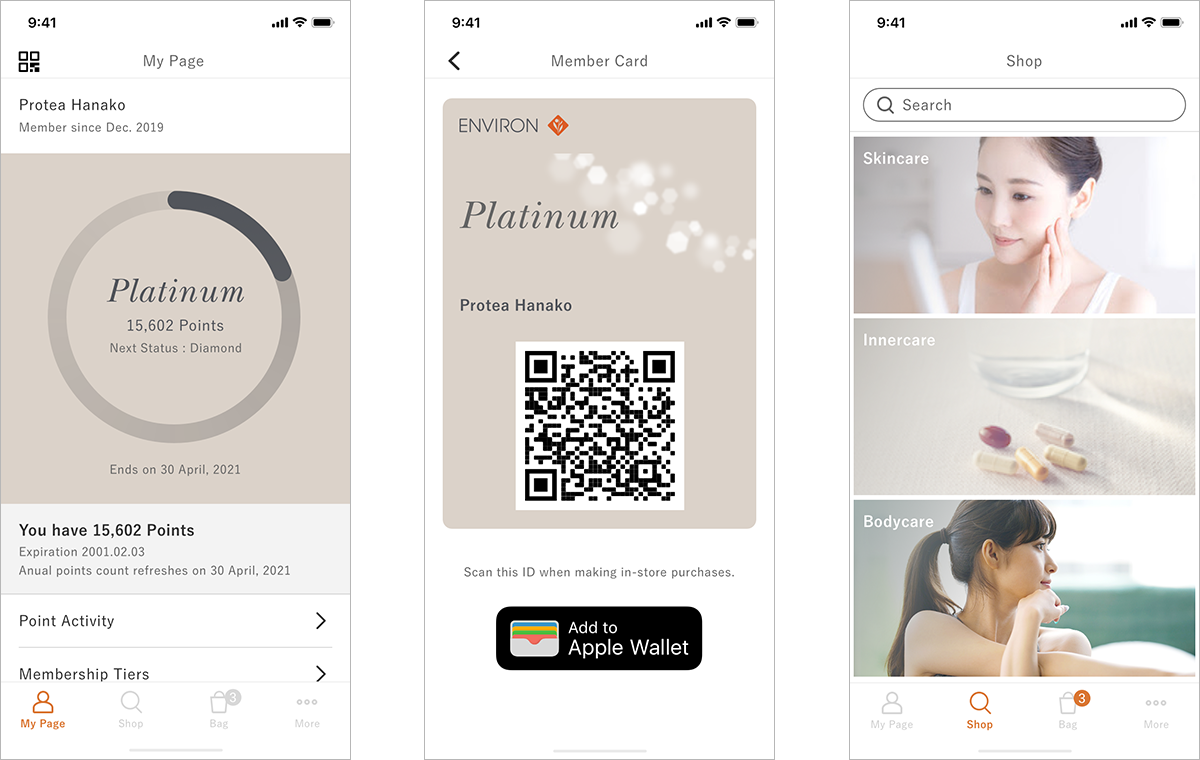 9:41
My Page
Protea Hanako
Member since Dec. 2019
Platinum
15,602 Points
Next Status : Diamond
Ends on 30 April, 2021
You have 15,602 Points
Expiration 2001.02.03
Anual points count refreshes on 30 April, 2021
Point Activity
Membership Tiers
3
My Page
Shop
Bag
More
9:41
Member Card
ENVIRON
Platinum
Protea Hanako
Scan this ID when making in-store purchases.
Add to
Apple Wallet
9:41
Shop
Search
Skincare
Innercare
Bodycare
3
My Page
Shop
Bag
More